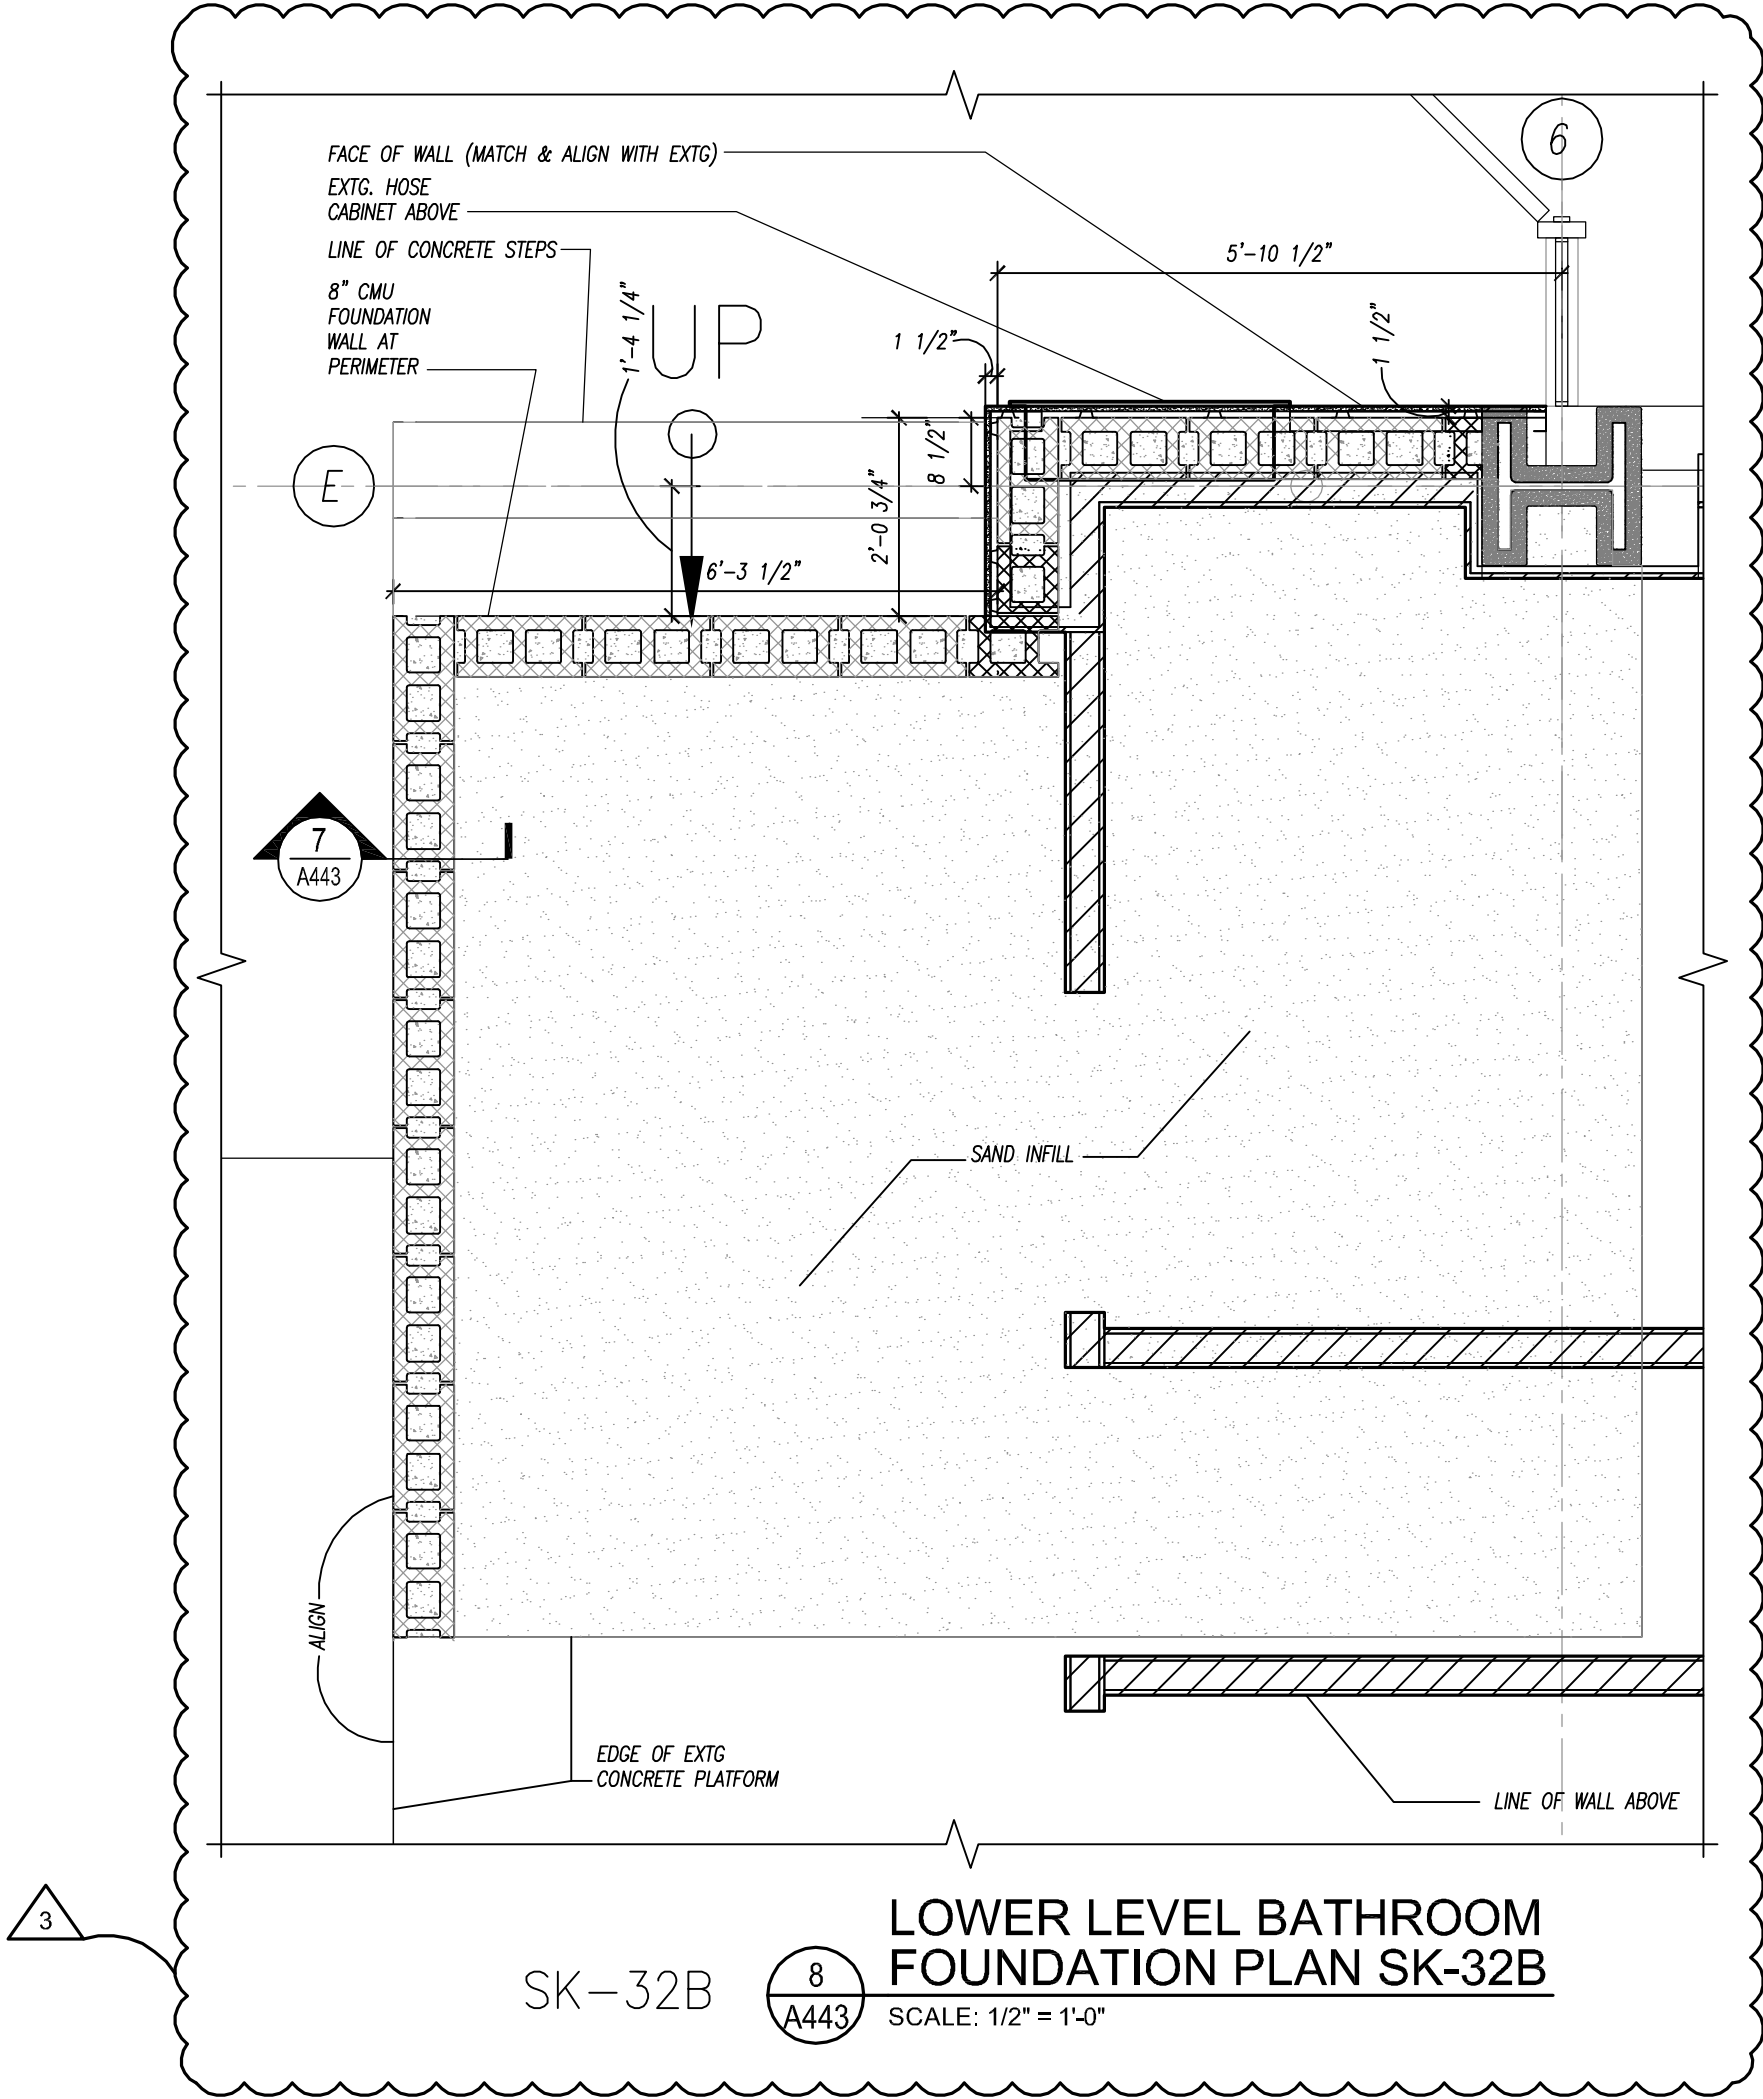 FACE OF WALL (MATCH & ALIGN WITH EXTG)
EXTG. HOSE
CABINET ABOVE
LINE OF CONCRETE STEPS
8" CMU
FOUNDATION
WALL AT
PERIMETER
1'-4 1/4"
UP
6
5'-10 1/2"
1 1/2"
1 1/2"
E
8 1/2"
2'-0 3/4"
6'-3 1/2"
7
A443
SAND INFILL
ALIGN
EDGE OF EXTG
CONCRETE PLATFORM
LINE OF WALL ABOVE
3
SK-32B
8
A443
LOWER LEVEL BATHROOM
FOUNDATION PLAN SK-32B
SCALE: 1/2" = 1'-0"